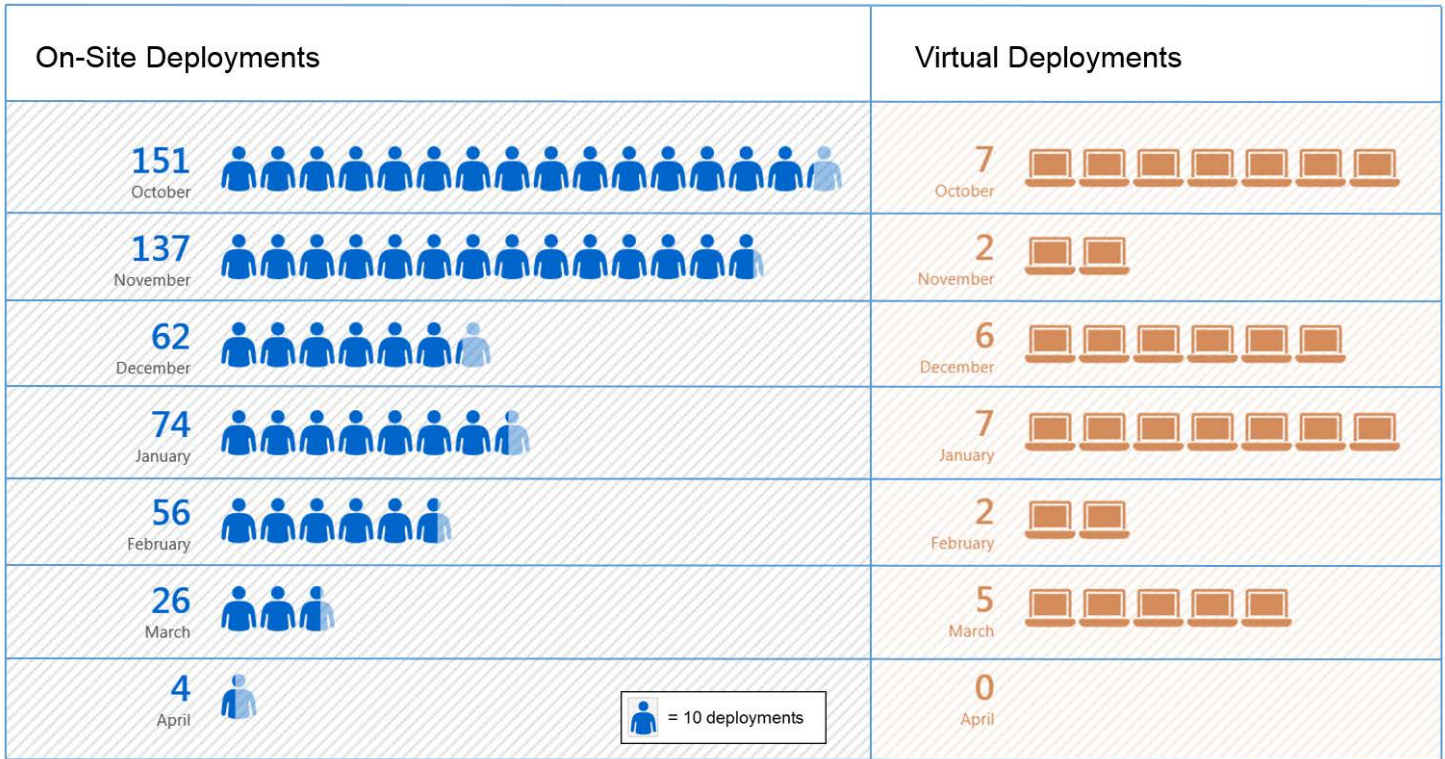 On-Site Deployments
Virtual Deployments
151
October
7
October
137
November
2
November
62
December
6
December
74
January
7
January
56
February
2
February
26
March
5
March
4
April
= 10 deployments
0
April